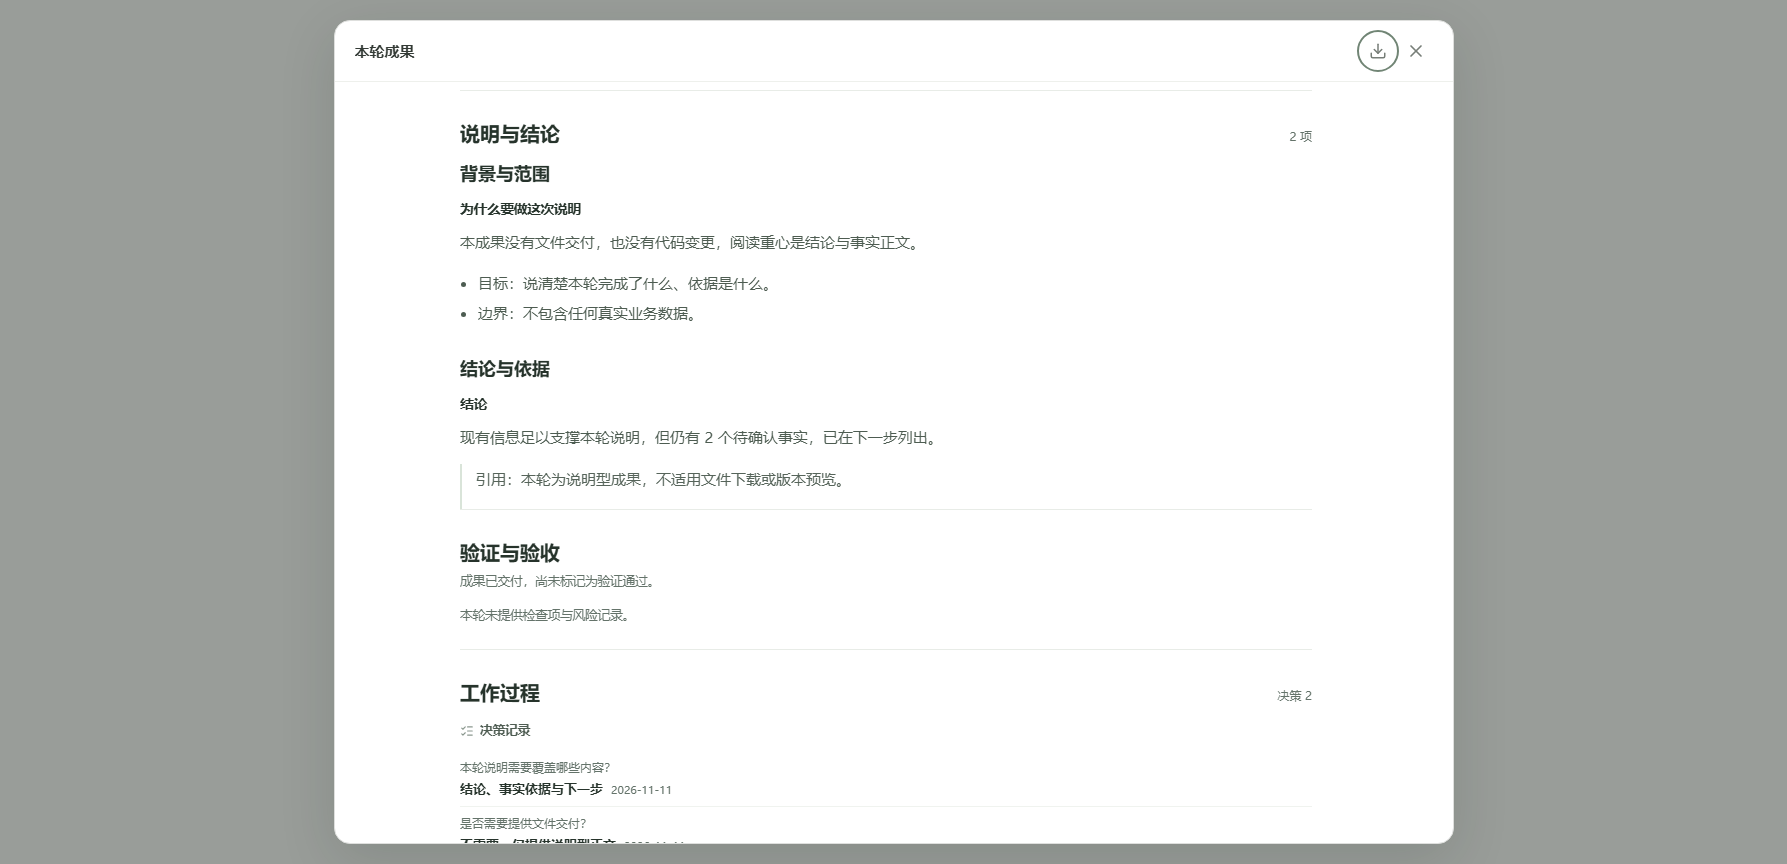 本轮成果
说明与结论
2 项
背景与范围
为什么要做这次说明
本成果没有文件交付，也没有代码变更，阅读重心是结论与事实正文。
目标：说清楚本轮完成了什么、依据是什么。
边界：不包含任何真实业务数据。
结论与依据
结论
现有信息足以支撑本轮说明，但仍有 2 个待确认事实，已在下一步列出。
引用：本轮为说明型成果，不适用文件下载或版本预览。
验证与验收
成果已交付，尚未标记为验证通过。
本轮未提供检查项与风险记录。
工作过程
决策 2
决策记录
本轮说明需要覆盖哪些内容？
结论、事实依据与下一步 2026-11-11
是否需要提供文件交付？